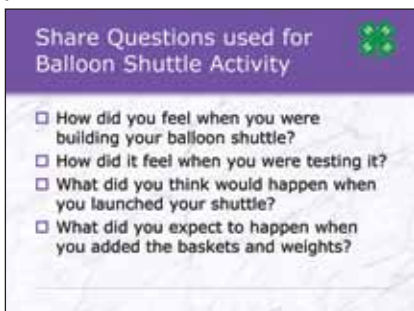 Share Questions used for
Balloon Shuttle Activity
How did you feel when you were
building your balloon shuttle?
How did it feel when you were testing it?
What did you think would happen when
you launched your shuttle?
What did you expect to happen when
you added the baskets and weights?